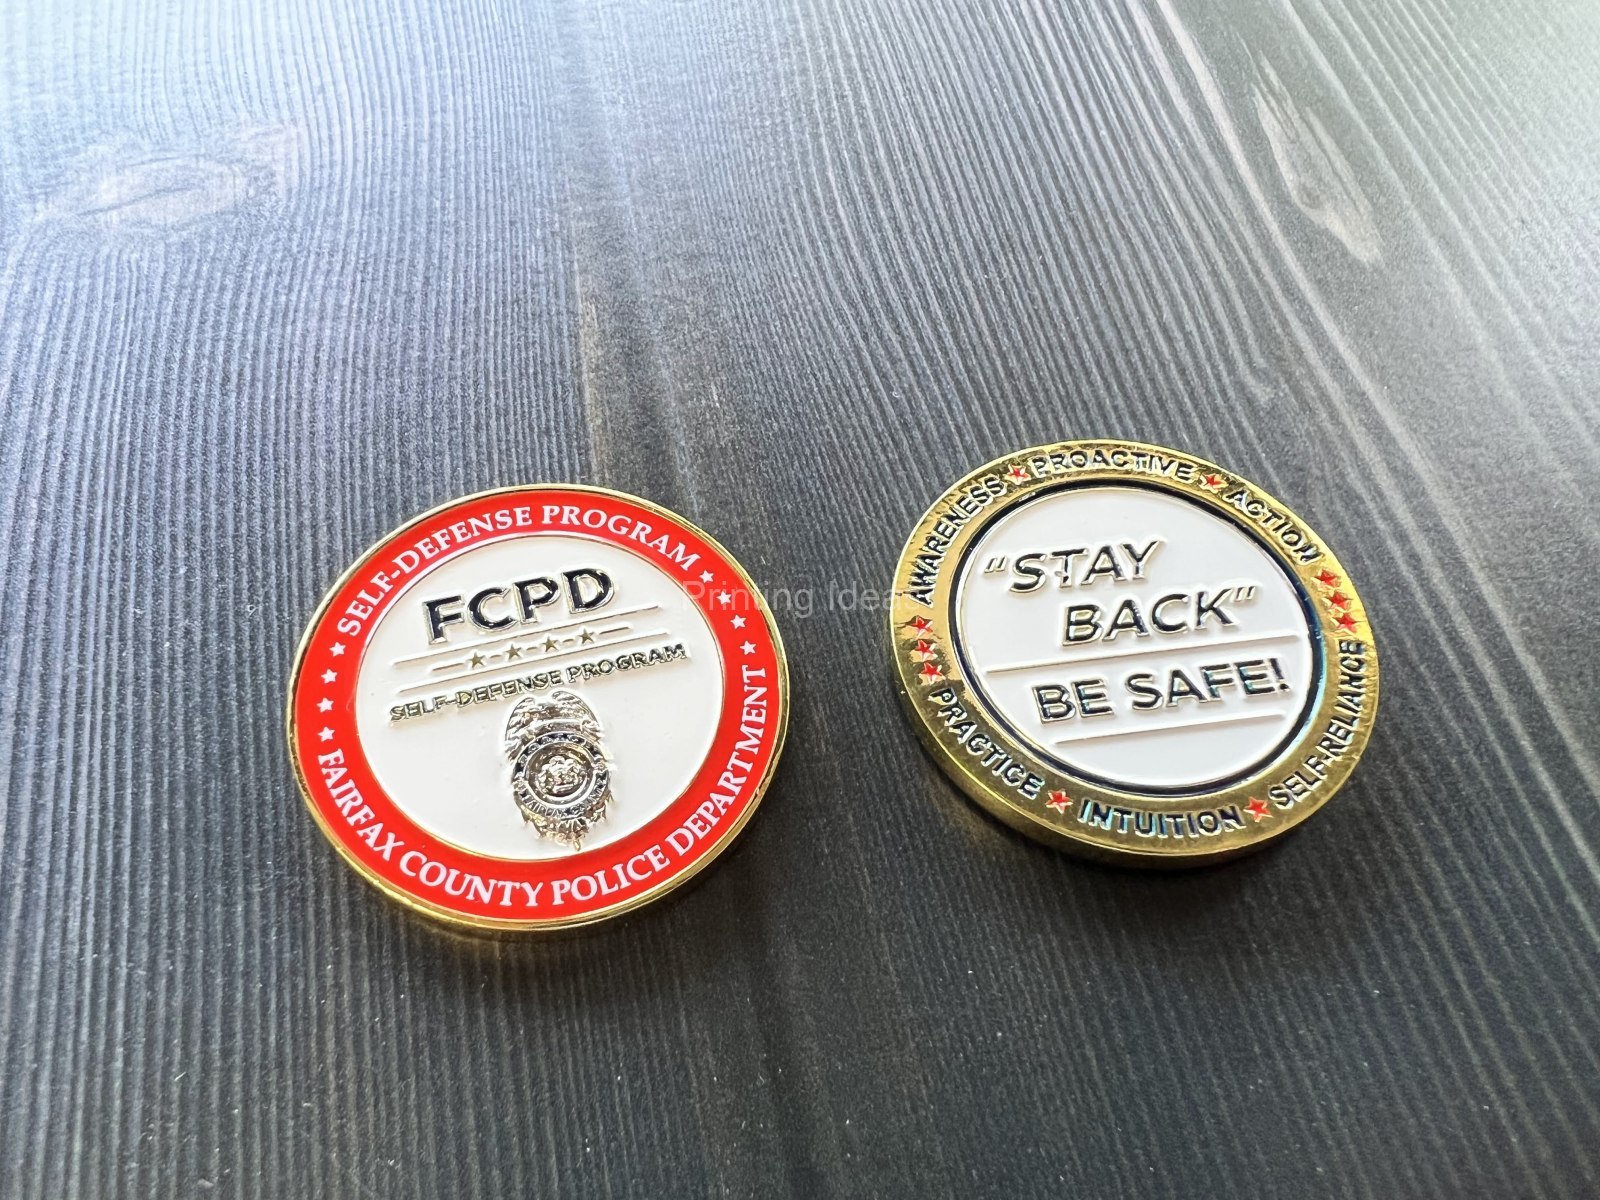 SELF-DEFENSE PROGRAM
FCPD
SELF-DEFENSE PROGRAM
FAIRFAX COUNTY POLICE DEPARTMENT
AWARENESS ★ PROACTIVE ★ ACTION
"STAY
BACK"
BE SAFE!
PRACTICE ★ INTUITION ★ SELF-RELIANCE
Printing Ideas